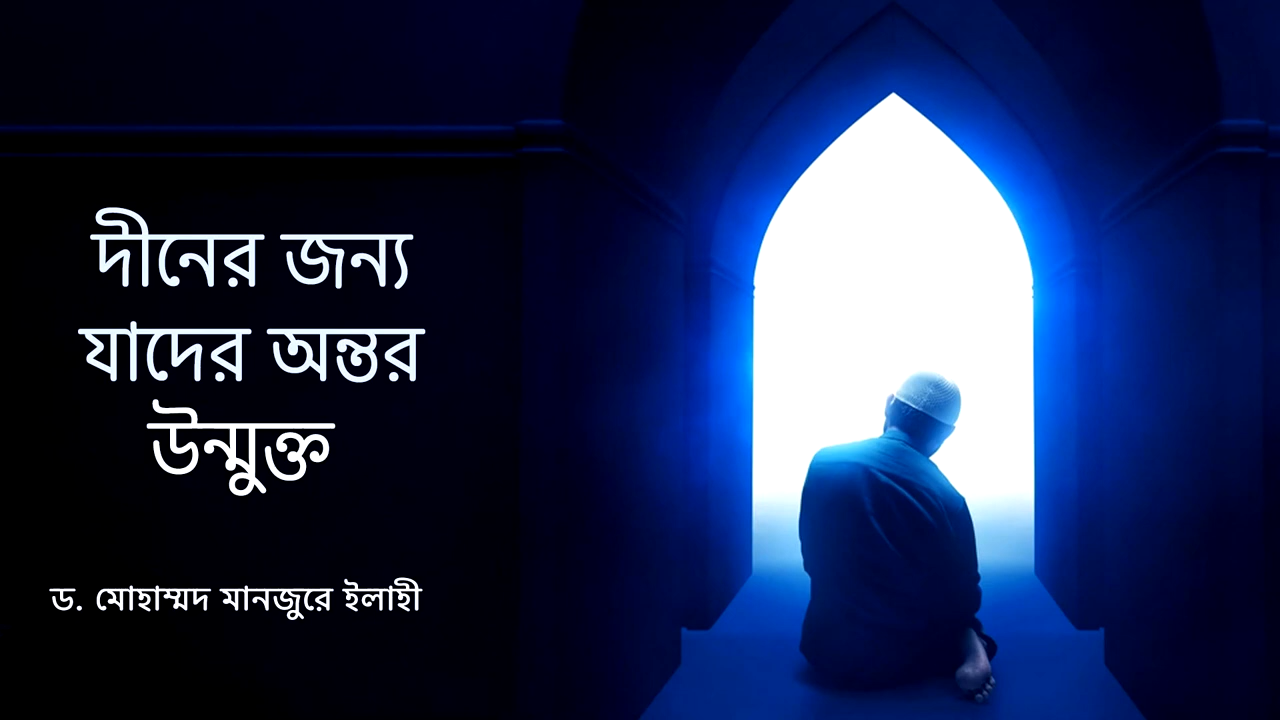 দীনের জন্য
যাদের অন্তর
উন্মুক্ত
ড. মোহাম্মদ মানজুরে ইলাহী